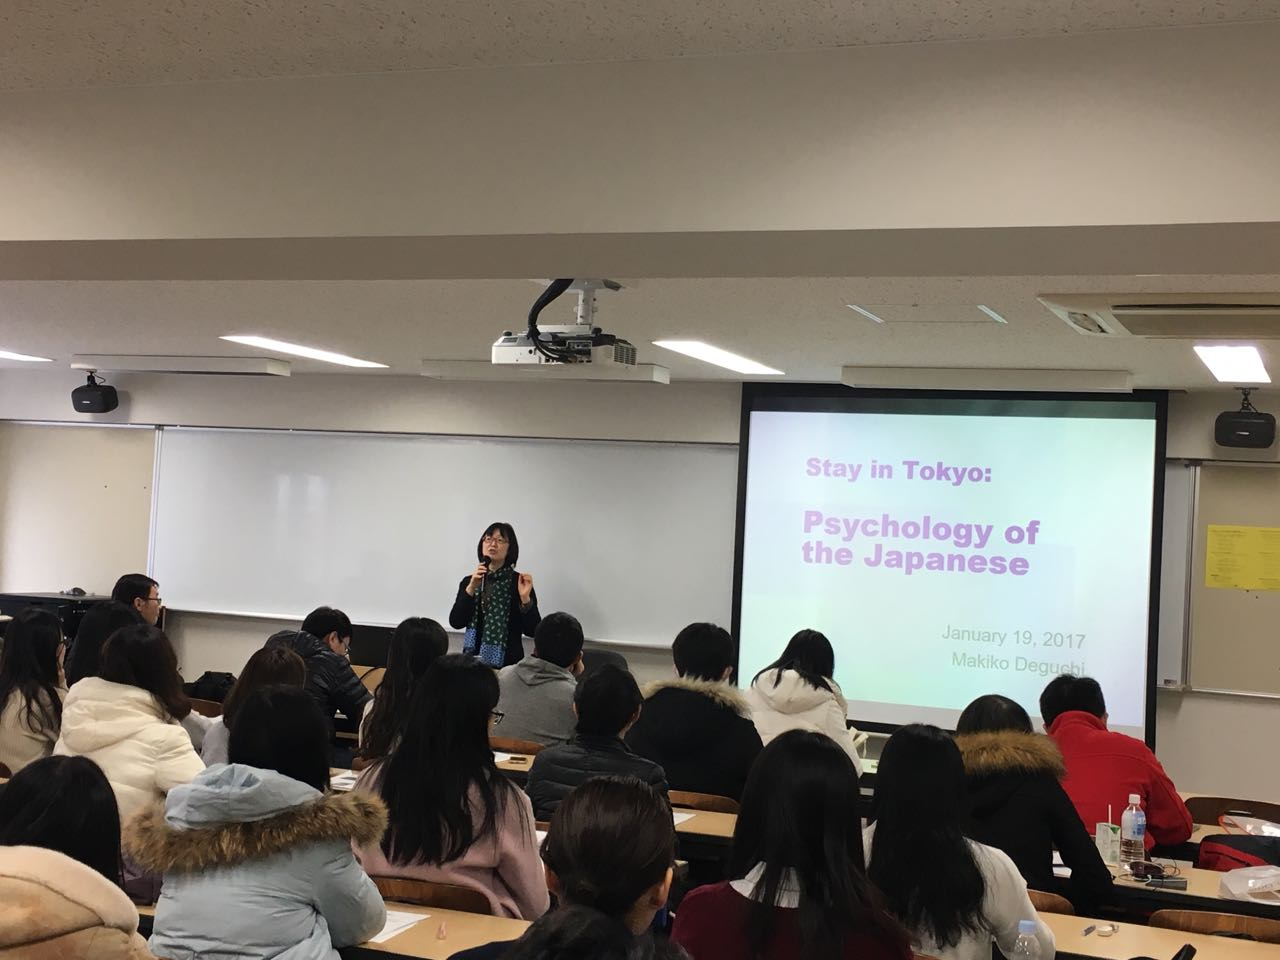 Stay in Tokyo:
Psychology of
the Japanese
January 19, 2017
Makiko Deguchi